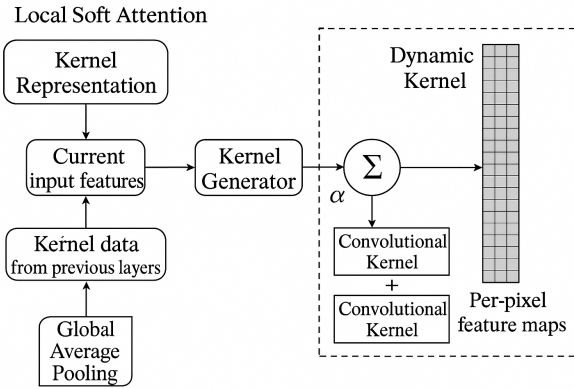 Local Soft Attention
Kernel
Representation
Current
input features
Kernel data
from previous layers
Global
Average
Pooling
Kernel
Generator
Σ
α
Convolutional
Kernel
+
Convolutional
Kernel
Dynamic
Kernel
Per-pixel
feature maps